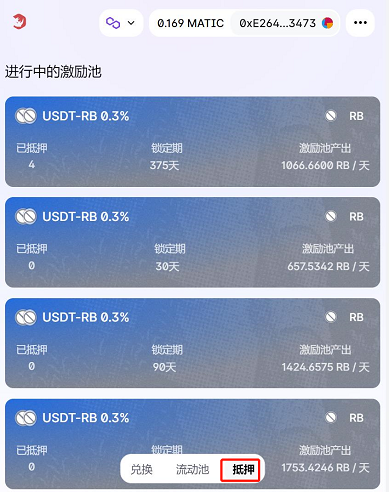 0.169 MATIC 0xE264...3473
进行中的激励池
USDT-RB 0.3% RB
已抵押 锁定期 激励池产出
4 375天 1066.6600 RB / 天
USDT-RB 0.3% RB
已抵押 锁定期 激励池产出
0 30天 657.5342 RB / 天
USDT-RB 0.3% RB
已抵押 锁定期 激励池产出
0 90天 1424.6575 RB / 天
USDT-RB 0.3% RB
已抵押 激励池产出
0 1753.4246 RB / 天
兑换 流动池 抵押